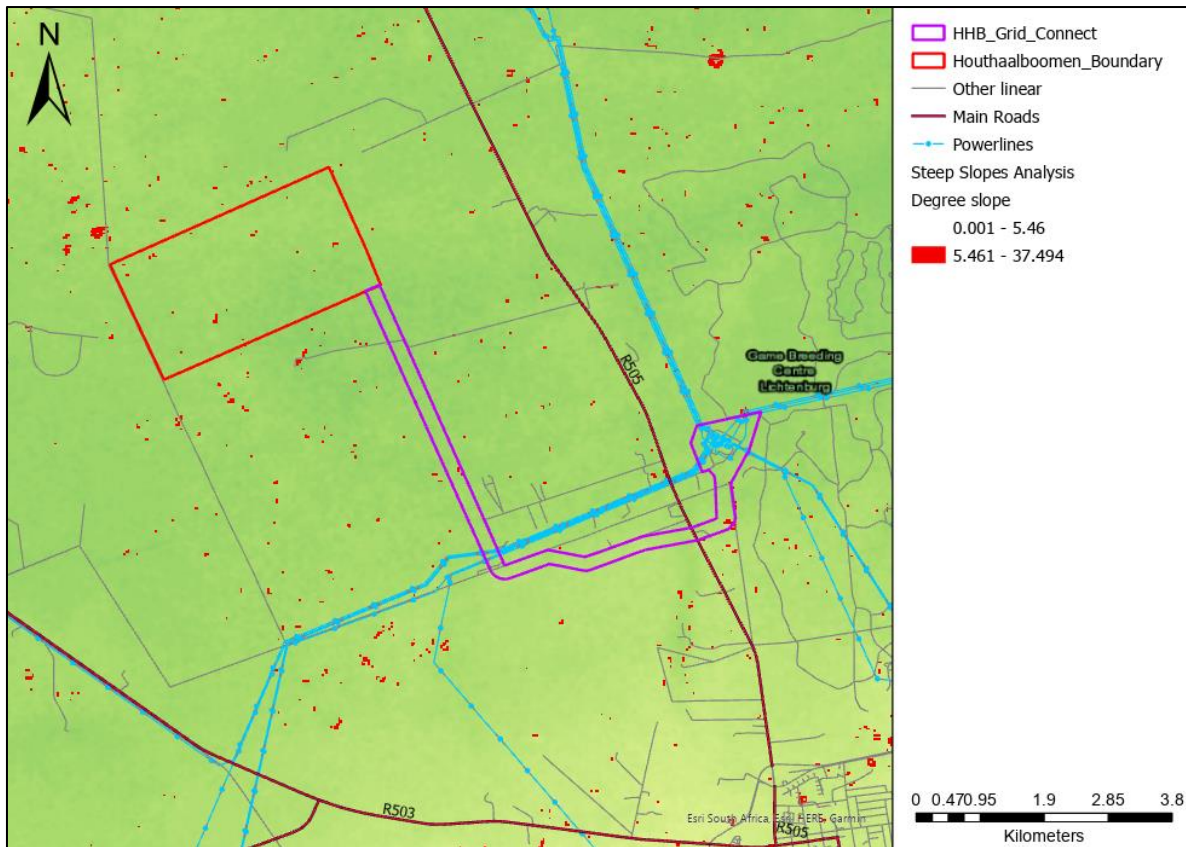 N
R505
Game Breeding
Centre
Lichtenburg
R503
Esri South Africa, Esri, HERE, Garmin
R505
HHB_Grid_Connect
Houthaalboomen_Boundary
Other linear
Main Roads
Powerlines
Steep Slopes Analysis
Degree slope
0.001 - 5.46
5.461 - 37.494
0 0.470.95 1.9 2.85 3.8
Kilometers